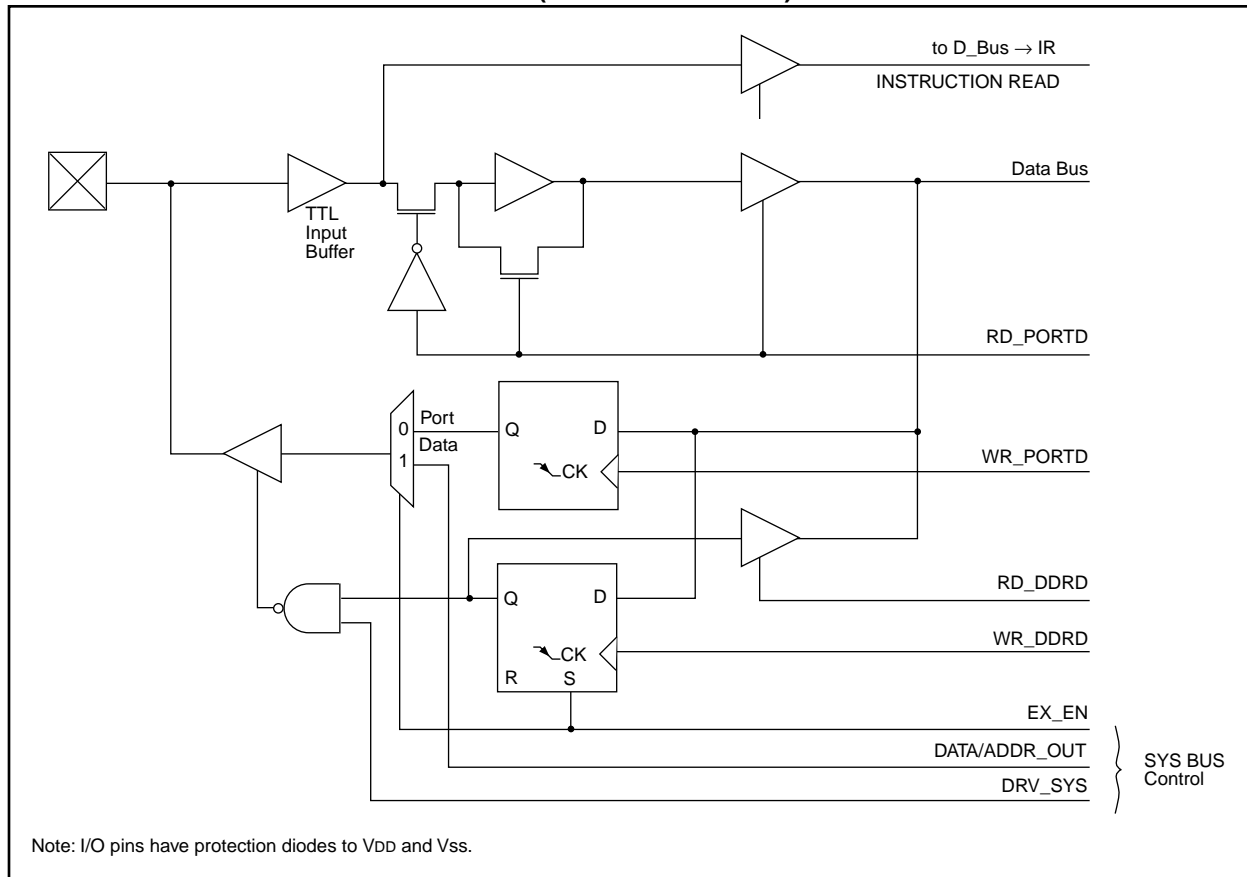 to D_Bus → IR
INSTRUCTION READ
Data Bus
TTL
Input
Buffer
RD_PORTD
0
Port
Data
1
Q
D
CK
WR_PORTD
RD_DDRD
Q
D
CK
R
S
WR_DDRD
EX_EN
DATA/ADDR_OUT
DRV_SYS
SYS BUS
Control
Note: I/O pins have protection diodes to VDD and Vss.